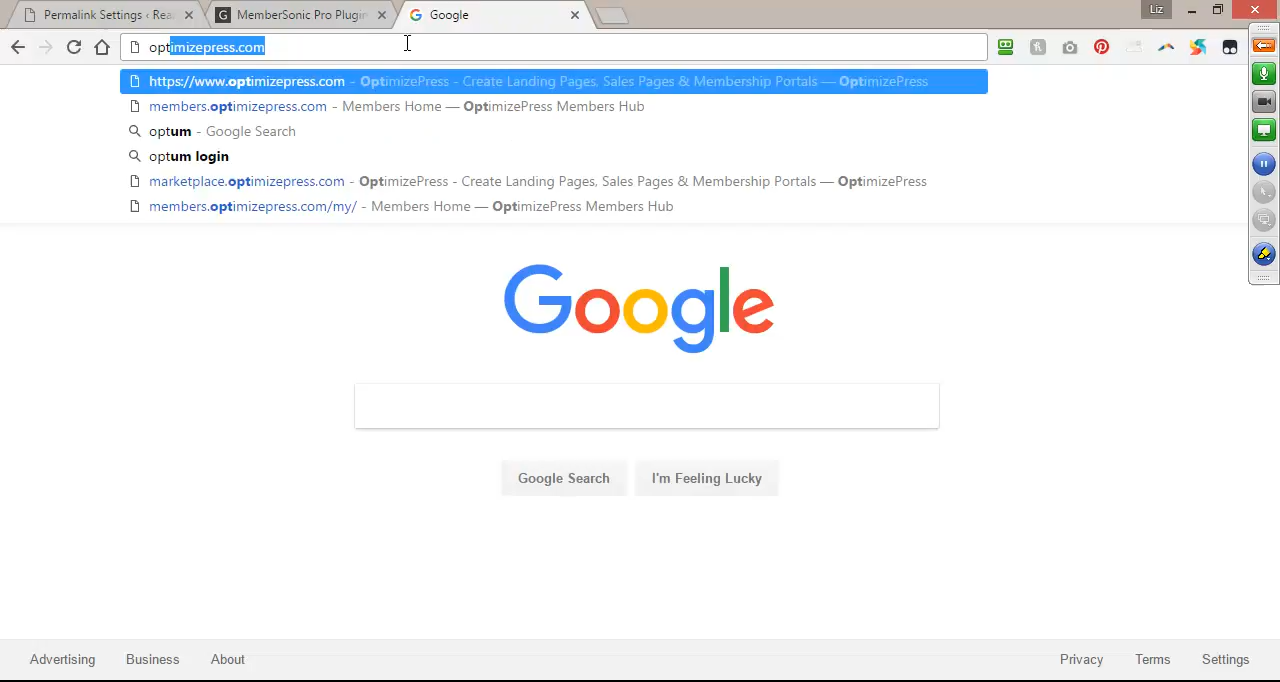 Permalink Settings ‹ Rea
MemberSonic Pro Plugin
Google
Liz
optimizepress.com
https://www.optimizepress.com - OptimizePress - Create Landing Pages, Sales Pages & Membership Portals — OptimizePress
members.optimizepress.com - Members Home — OptimizePress Members Hub
optum - Google Search
optum login
marketplace.optimizepress.com - OptimizePress - Create Landing Pages, Sales Pages & Membership Portals — OptimizePress
members.optimizepress.com/my/ - Members Home — OptimizePress Members Hub
Google
Google Search
I'm Feeling Lucky
Advertising
Business
About
Privacy
Terms
Settings